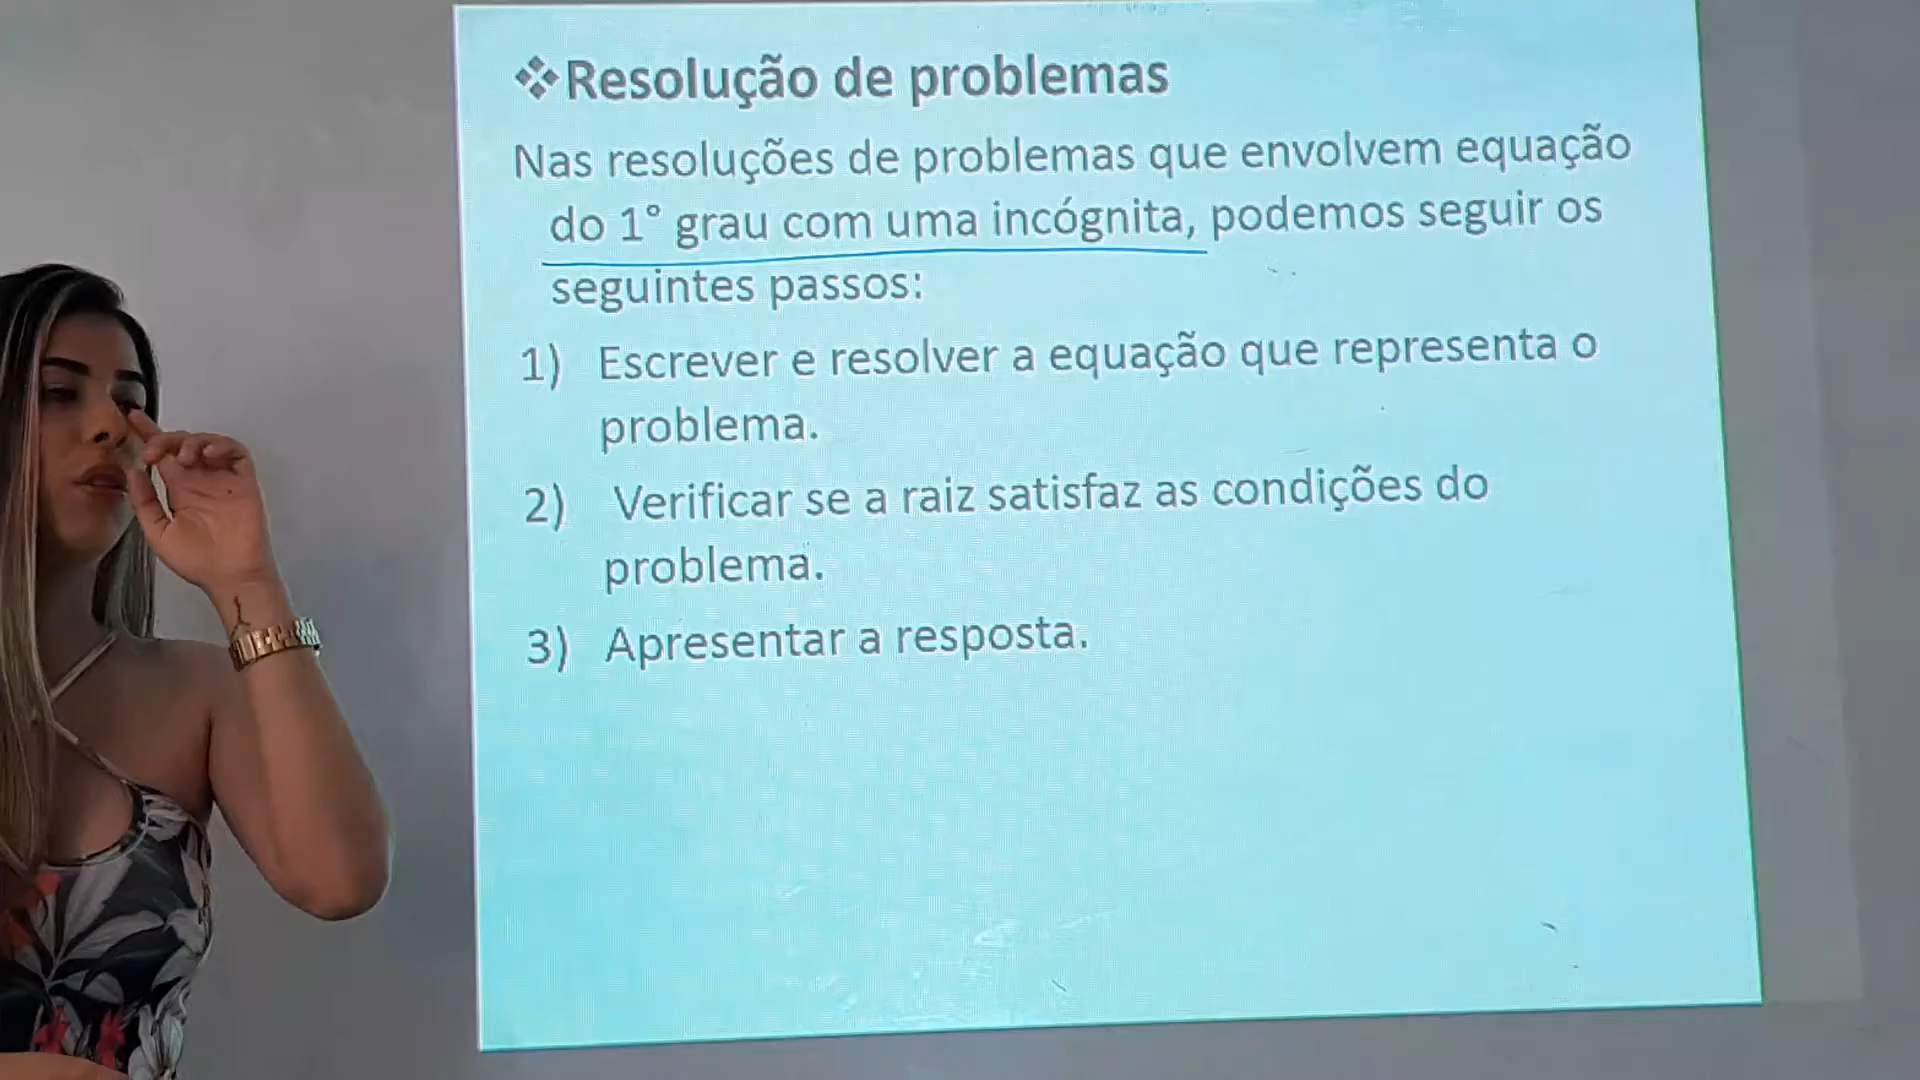 ❖Resolução de problemas
Nas resoluções de problemas que envolvem equação
do 1° grau com uma incógnita, podemos seguir os
seguintes passos:
1) Escrever e resolver a equação que representa o
problema.
2) Verificar se a raiz satisfaz as condições do
problema.
3) Apresentar a resposta.